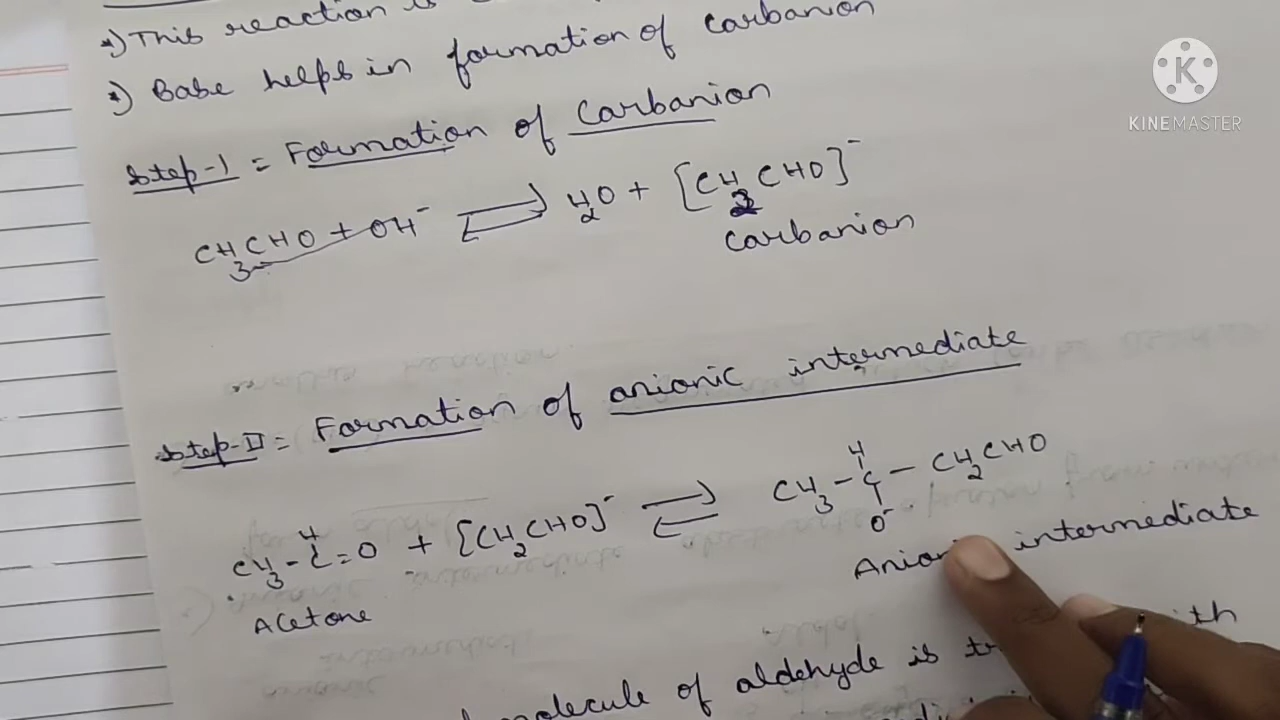 *) This reaction is
*) Base helps in formation of carbanion
Step-I = Formation of Carbanion
CH3CHO + OH⁻ ⇌ H2O + [CH2CHO]⁻
carbanion
Step-II = Formation of anionic intermediate
H
CH3 - C = O + [CH2CHO]⁻ ⇌ CH3 - C - CH2CHO
H
O⁻
Acetone
Anion intermediate
molecule of aldehyde is
KINEMASTER